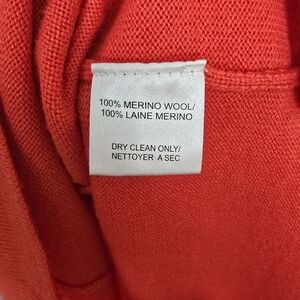 100% MERINO WOOL/
100% LAINE MERINO
DRY CLEAN ONLY/
NETTOYER A SEC